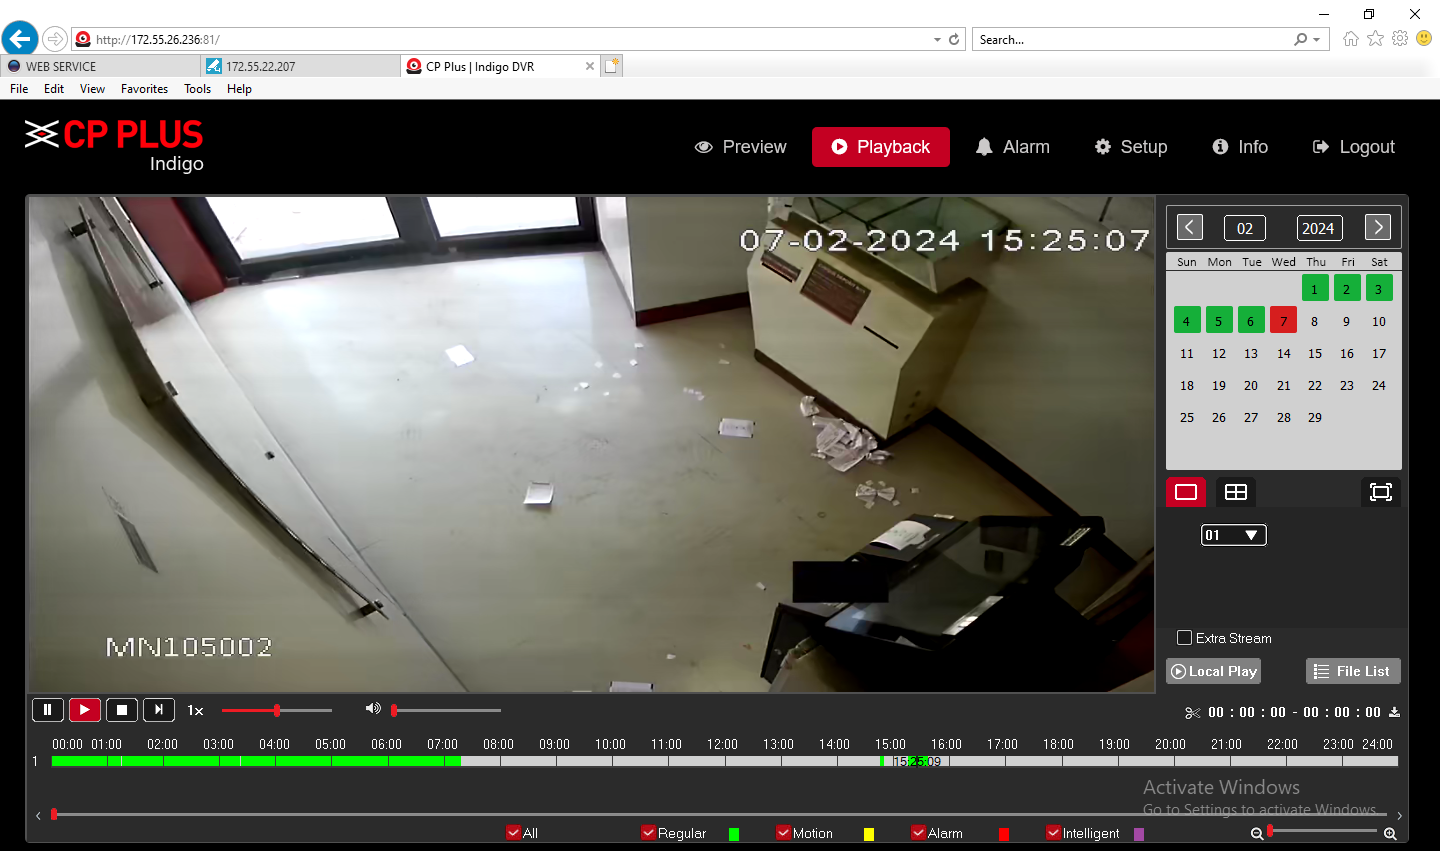 http://172.55.26.236:81/
Search...
WEB SERVICE
172.55.22.207
CP Plus | Indigo DVR
File Edit View Favorites Tools Help
CP PLUS
Indigo
Preview
Playback
Alarm
Setup
Info
Logout
07-02-2024 15:25:07
MN105002
02 2024
Sun Mon Tue Wed Thu Fri Sat
1 2 3
4 5 6 7 8 9 10
11 12 13 14 15 16 17
18 19 20 21 22 23 24
25 26 27 28 29
01
Extra Stream
Local Play
File List
1x
00 : 00 : 00 - 00 : 00 : 00
00:00 01:00 02:00 03:00 04:00 05:00 06:00 07:00 08:00 09:00 10:00 11:00 12:00 13:00 14:00 15:00 16:00 17:00 18:00 19:00 20:00 21:00 22:00 23:00 24:00
1
15:25:09
Activate Windows
Go to Settings to activate Windows.
All Regular Motion Alarm Intelligent